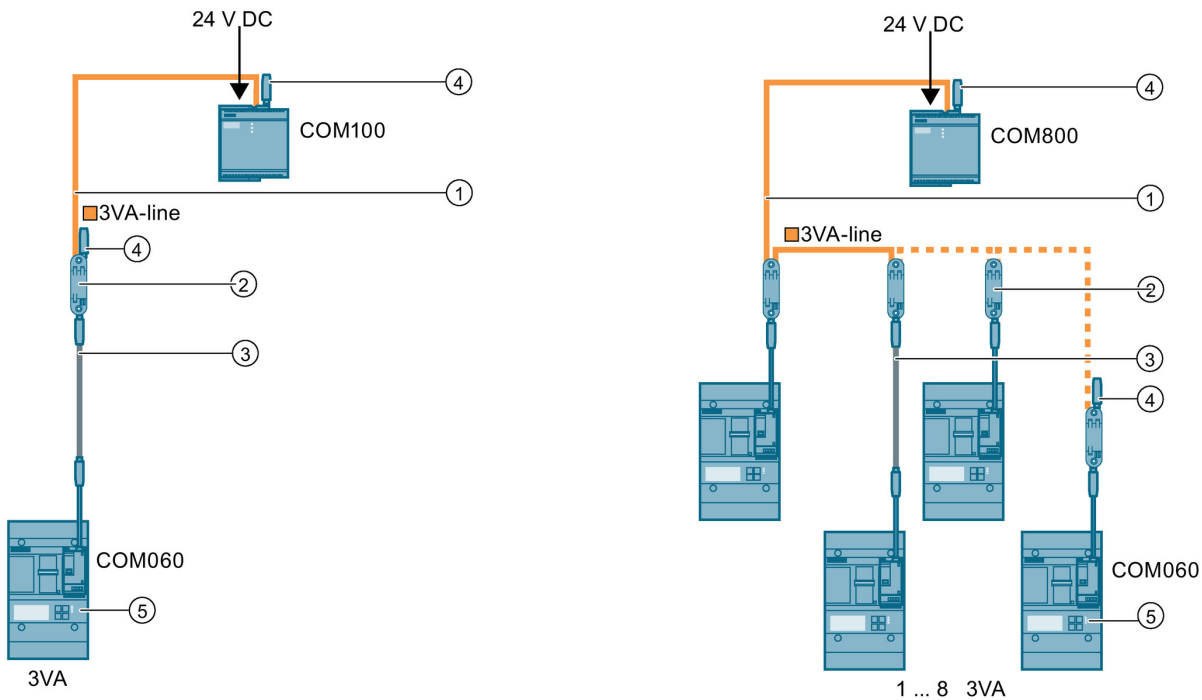 24 V DC
4
COM100
1
3VA-line
4
2
3
COM060
5
3VA
24 V DC
4
COM800
1
3VA-line
2
3
4
COM060
5
1 ... 8 3VA